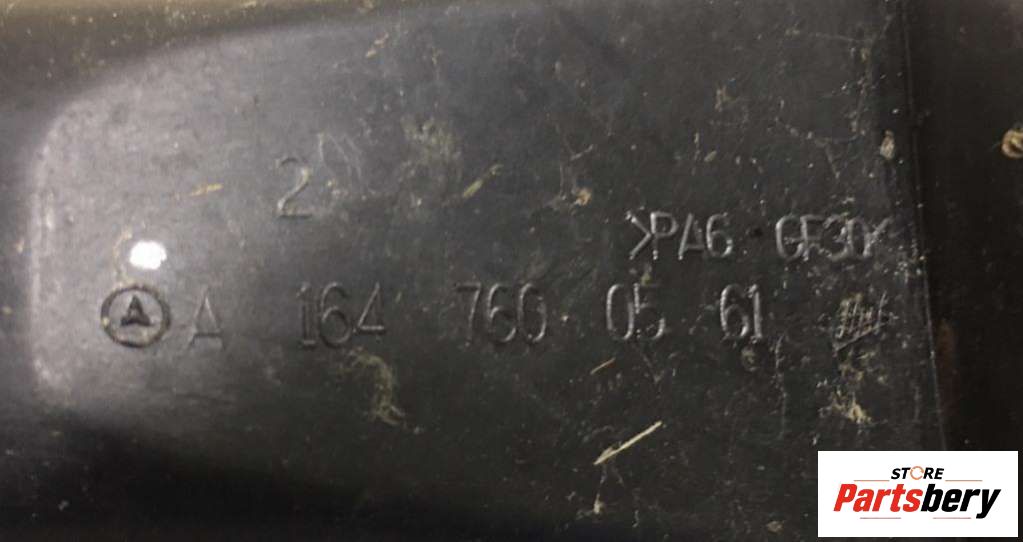 2
>PA6 GF30<
A 164 760 05 61
STORE
Partsbery